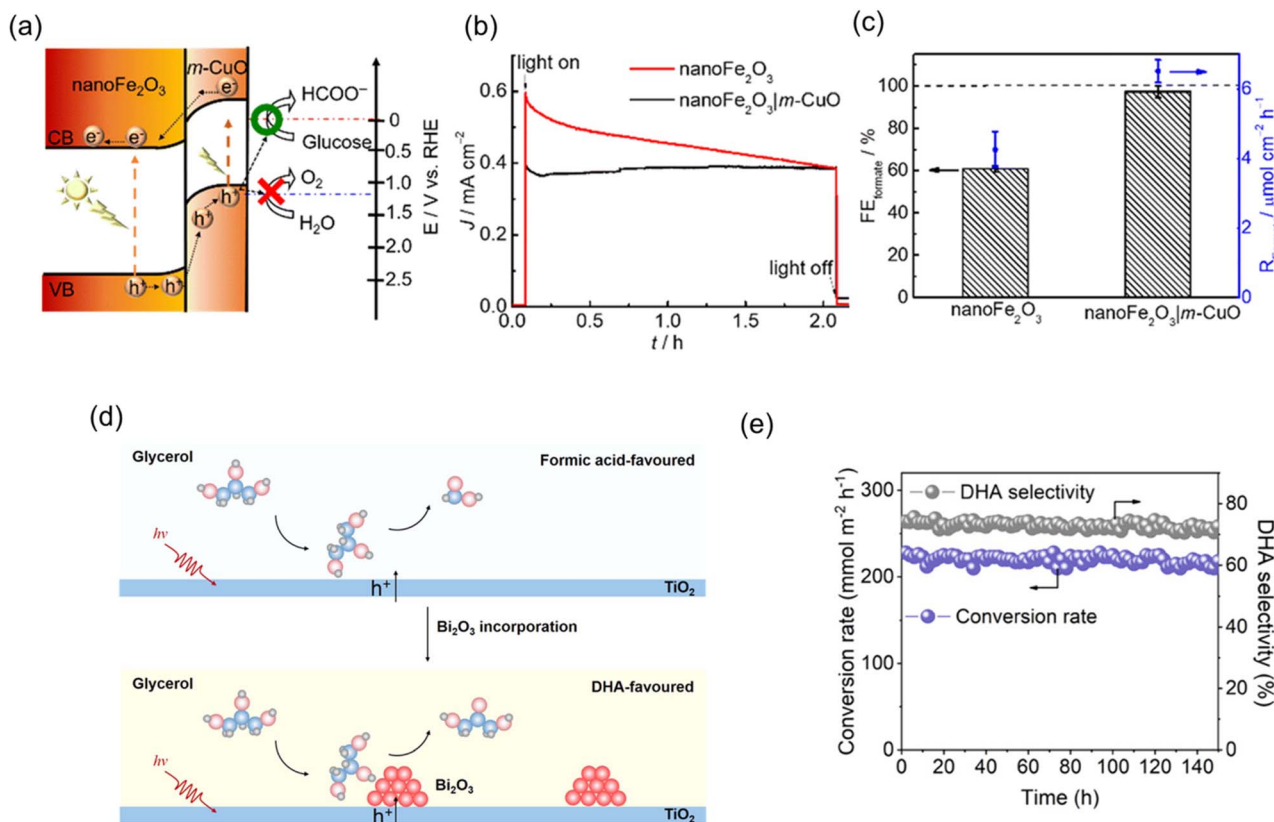 (a)
nanoFe₂O₃
m-CuO
e⁻
HCOO⁻
Glucose
CB
e⁻
e⁻
O₂
H₂O
h⁺
h⁺
VB
h⁺
h⁺
0
0.5
1.0
1.5
2.0
2.5
E / V vs. RHE
(b)
light on
nanoFe₂O₃
nanoFe₂O₃|m-CuO
light off
0.6
0.4
0.2
0.0
J / mA cm⁻²
0.0
0.5
1.0
1.5
2.0
t / h
(c)
100
80
60
40
20
0
FEformate / %
6
4
2
0
/ μmol cm⁻² h⁻¹
nanoFe₂O₃
nanoFe₂O₃|m-CuO
(d)
Glycerol
Formic acid-favoured
hv
h⁺
TiO₂
Bi₂O₃ incorporation
Glycerol
DHA-favoured
hv
Bi₂O₃
h⁺
TiO₂
(e)
DHA selectivity
Conversion rate
300
250
200
150
100
50
0
Conversion rate (mmol m⁻² h⁻¹)
80
60
40
20
0
DHA selectivity
(%)
0
20
40
60
80
100
120
140
Time (h)